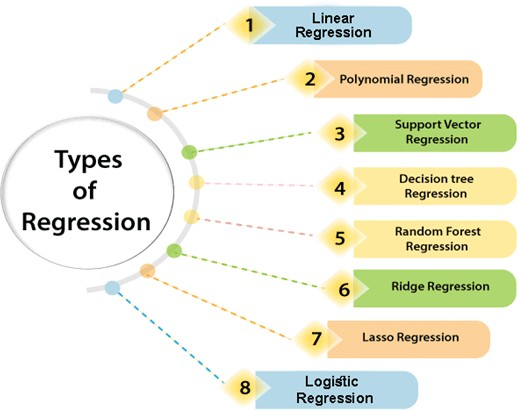 Types
of
Regression
1
Linear
Regression
2
Polynomial Regression
3
Support Vector
Regression
4
Decision tree
Regression
5
Random Forest
Regression
6
Ridge Regression
7
Lasso Regression
8
Logistic
Regression